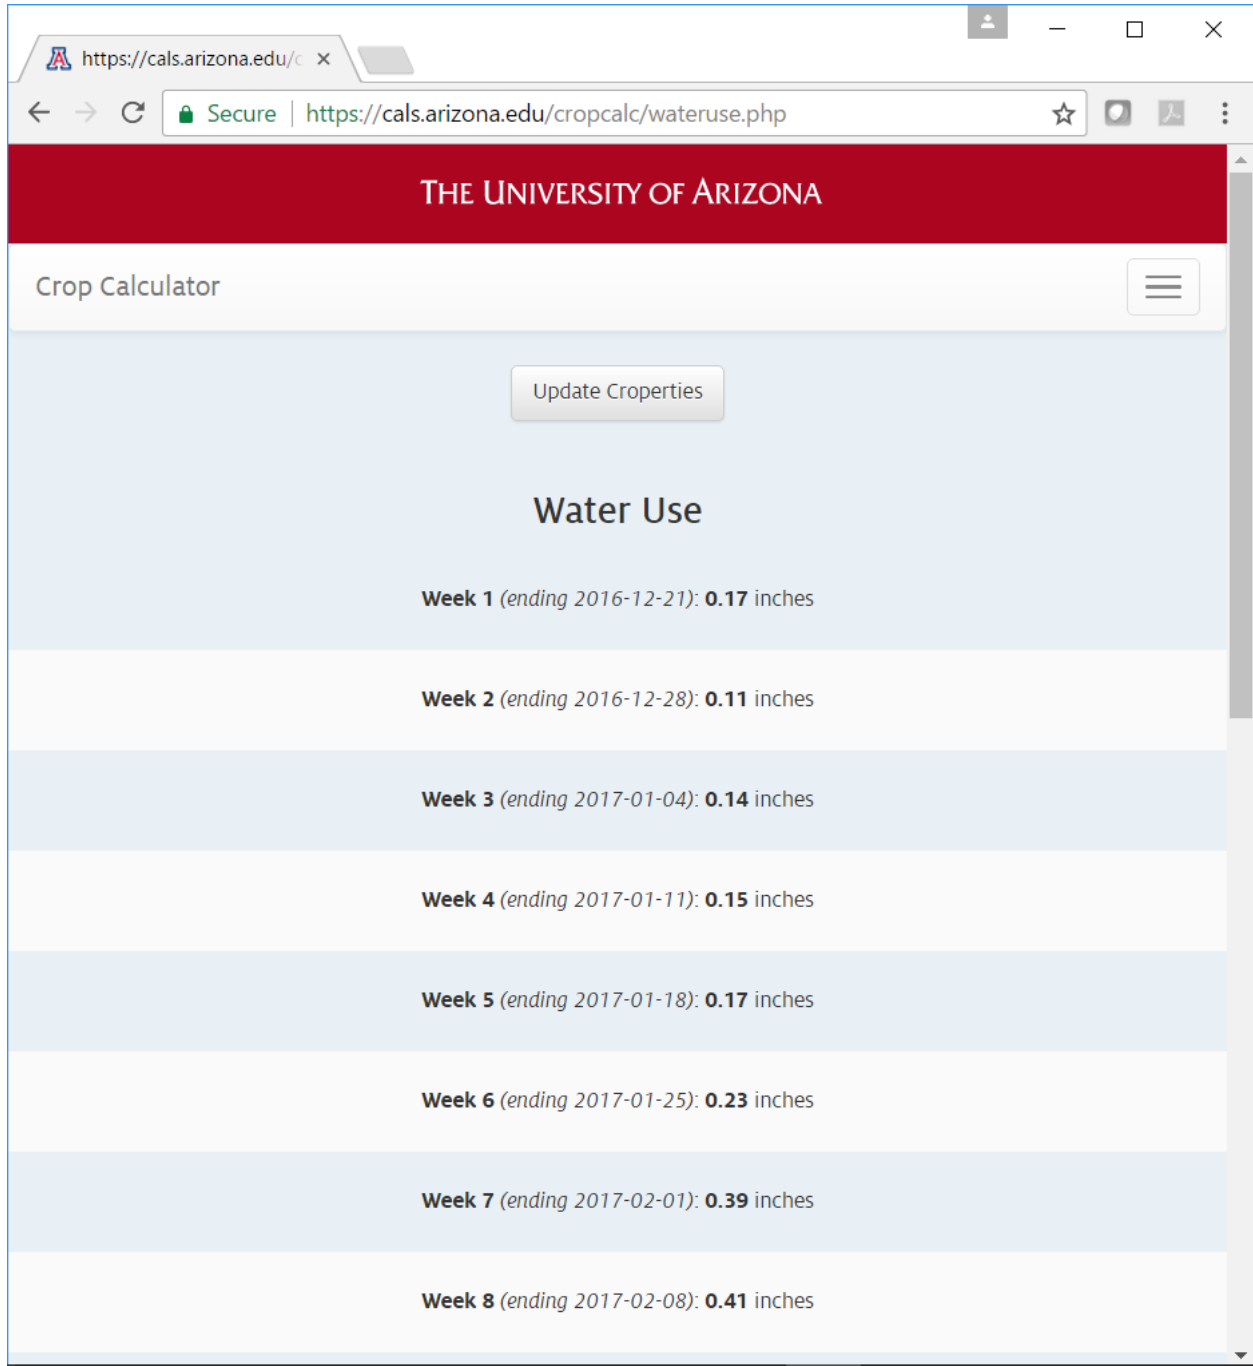 https://cals.arizona.edu/c
Secure | https://cals.arizona.edu/cropcalc/wateruse.php
THE UNIVERSITY OF ARIZONA
Crop Calculator
Update Croperties
Water Use
Week 1 (ending 2016-12-21): 0.17 inches
Week 2 (ending 2016-12-28): 0.11 inches
Week 3 (ending 2017-01-04): 0.14 inches
Week 4 (ending 2017-01-11): 0.15 inches
Week 5 (ending 2017-01-18): 0.17 inches
Week 6 (ending 2017-01-25): 0.23 inches
Week 7 (ending 2017-02-01): 0.39 inches
Week 8 (ending 2017-02-08): 0.41 inches